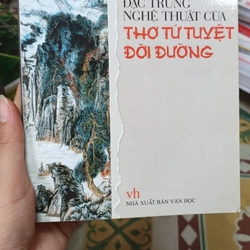 ĐẶC TRƯNG
NGHỆ THUẬT CỦA
THƠ TỨ TUYỆT
ĐỜI ĐƯỜNG
vh
NHÀ XUẤT BẢN VĂN HỌC